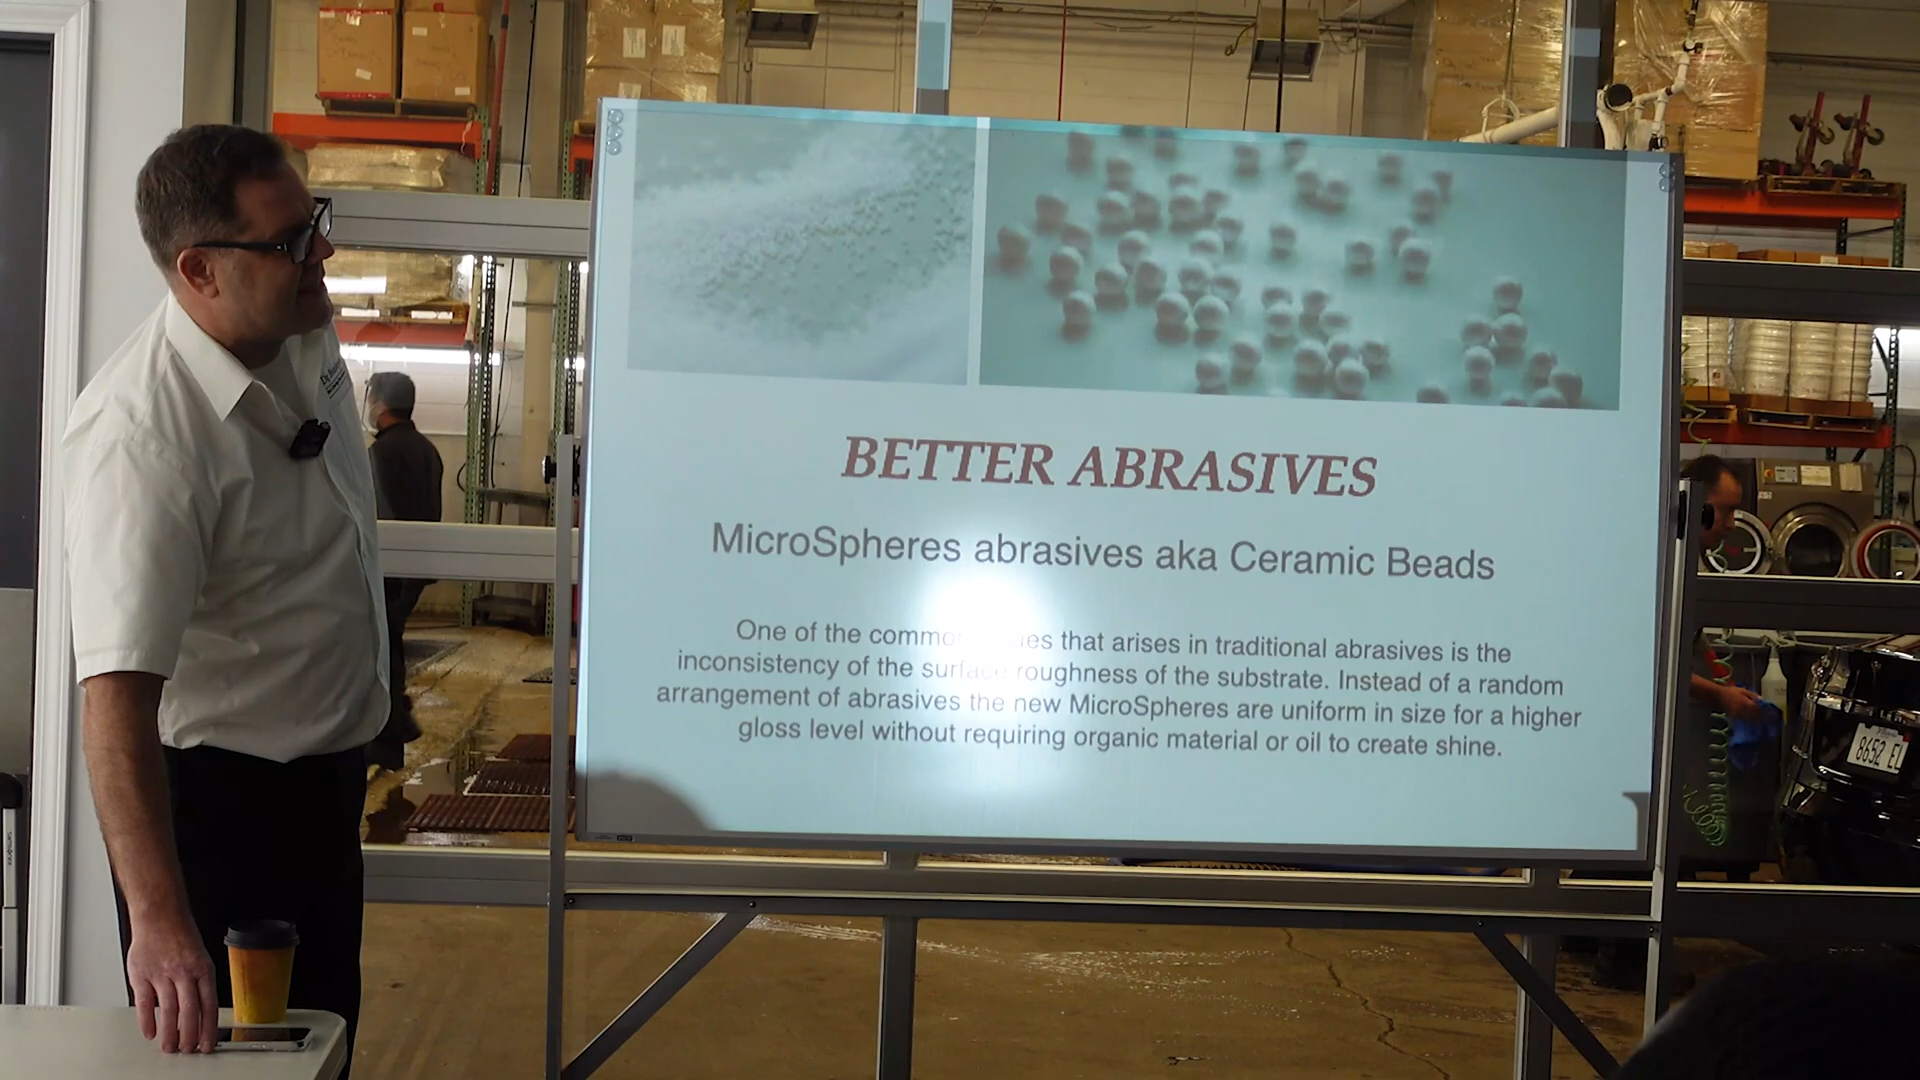 BETTER ABRASIVES
MicroSpheres abrasives aka Ceramic Beads
One of the common that arises in traditional abrasives is the
inconsistency of the surface roughness of the substrate. Instead of a random
arrangement of abrasives the new MicroSpheres are uniform in size for a higher
gloss level without requiring organic material or oil to create shine.
8652 EL